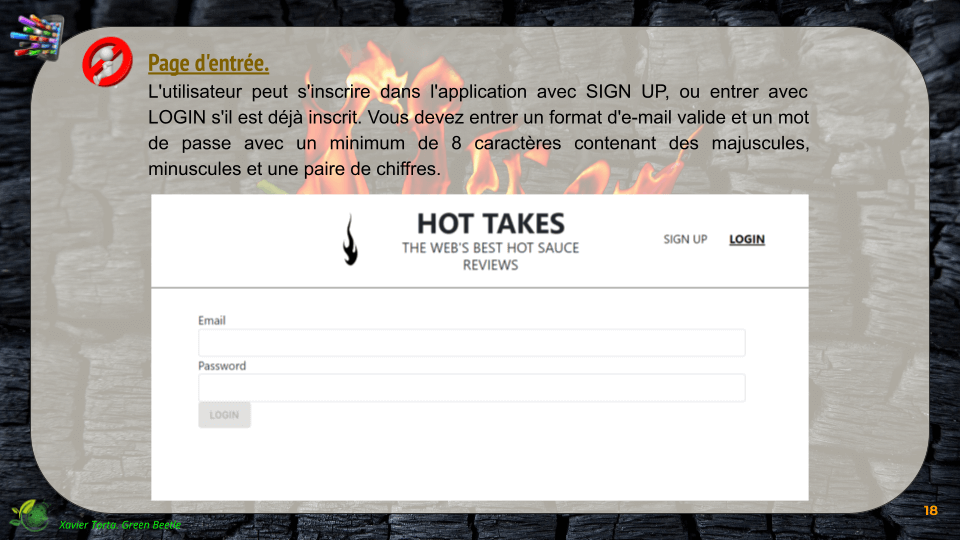 Page d'entrée.
L'utilisateur peut s'inscrire dans l'application avec SIGN UP, ou entrer avec
LOGIN s'il est déjà inscrit. Vous devez entrer un format d'e-mail valide et un mot
de passe avec un minimum de 8 caractères contenant des majuscules,
minuscules et une paire de chiffres.
HOT TAKES
THE WEB'S BEST HOT SAUCE
REVIEWS
SIGN UP LOGIN
Email
Password
LOGIN
Xavier Torta. Green Beetle
18